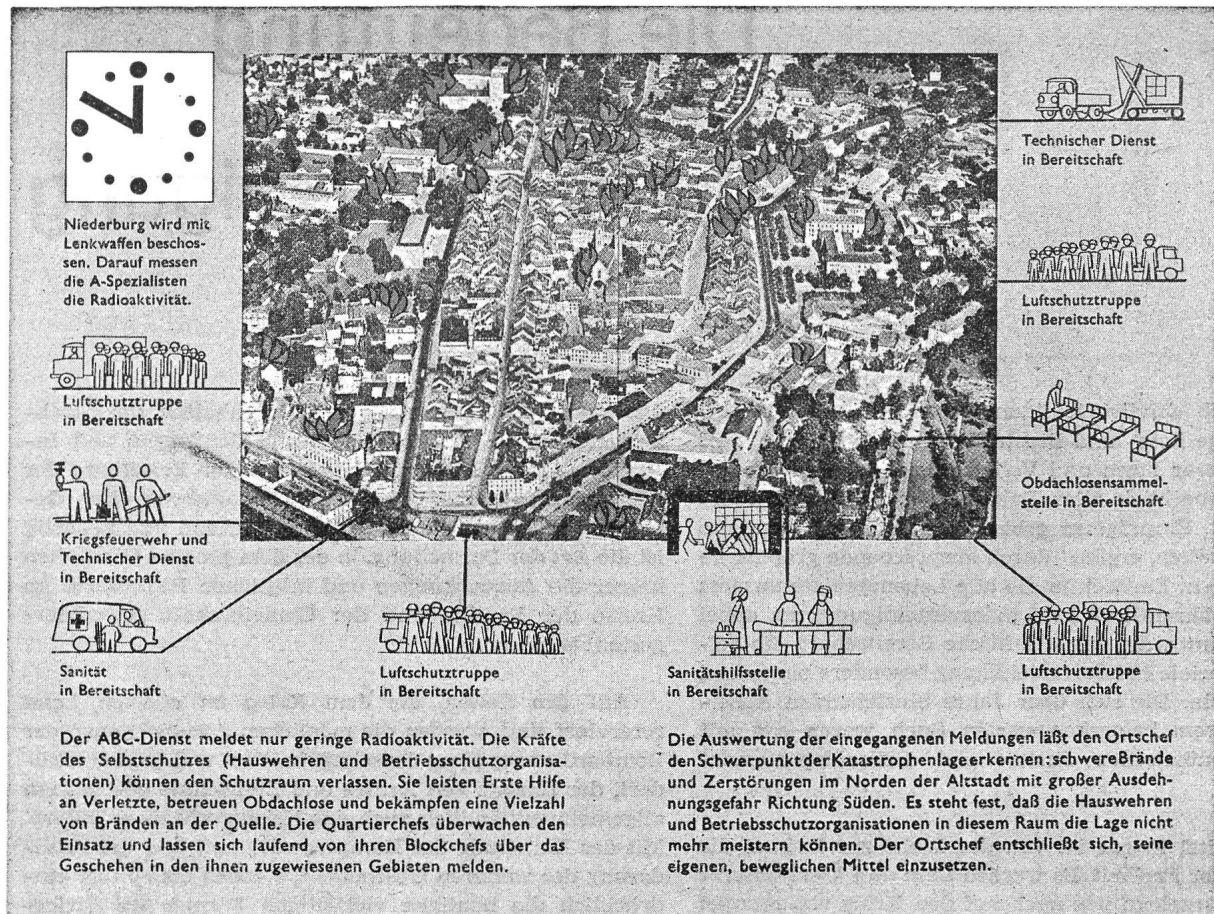 Niederburg wird mit
Lenkwaffen beschos-
sen. Darauf messen
die A-Spezialisten
die Radioaktivität.
Luftschutztruppe
in Bereitschaft
Kriegsfeuerwehr und
Technischer Dienst
in Bereitschaft
Sanität
in Bereitschaft
Luftschutztruppe
in Bereitschaft
Technischer Dienst
in Bereitschaft
Luftschutztruppe
in Bereitschaft
Obdachlosensammel-
stelle in Bereitschaft
Sanitätshilfsstelle
in Bereitschaft
Luftschutztruppe
in Bereitschaft
Der ABC-Dienst meldet nur geringe Radioaktivität. Die Kräfte
des Selbstschutzes (Hauswehren und Betriebsschutzorganisa-
tionen) können den Schutzraum verlassen. Sie leisten Erste Hilfe
an Verletzte, betreuen Obdachlose und bekämpfen eine Vielzahl
von Bränden an der Quelle. Die Quartierchefs überwachen den
Einsatz und lassen sich laufend von ihren Blockchefs über das
Geschehen in den ihnen zugewiesenen Gebieten melden.
Die Auswertung der eingegangenen Meldungen läßt den Ortschef
den Schwerpunkt der Katastrophenlage erkennen: schwere Brände
und Zerstörungen im Norden der Altstadt mit großer Ausdeh-
nungsgefahr Richtung Süden. Es steht fest, daß die Hauswehren
und Betriebsschutzorganisationen in diesem Raum die Lage nicht
mehr meistern können. Der Ortschef entschließt sich, seine
eigenen, beweglichen Mittel einzusetzen.